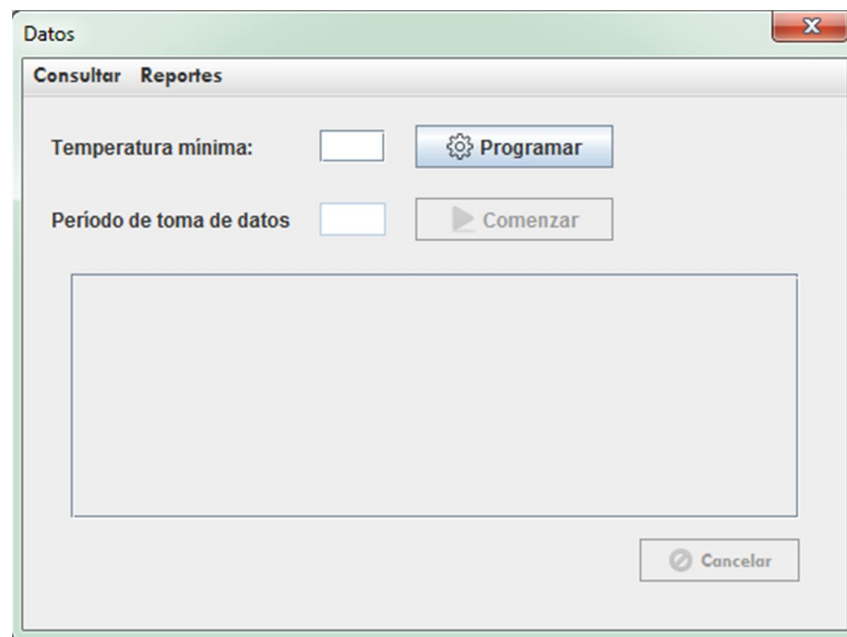 Datos
Consultar Reportes
Temperatura mínima: Programar
Período de toma de datos Comenzar
Cancelar